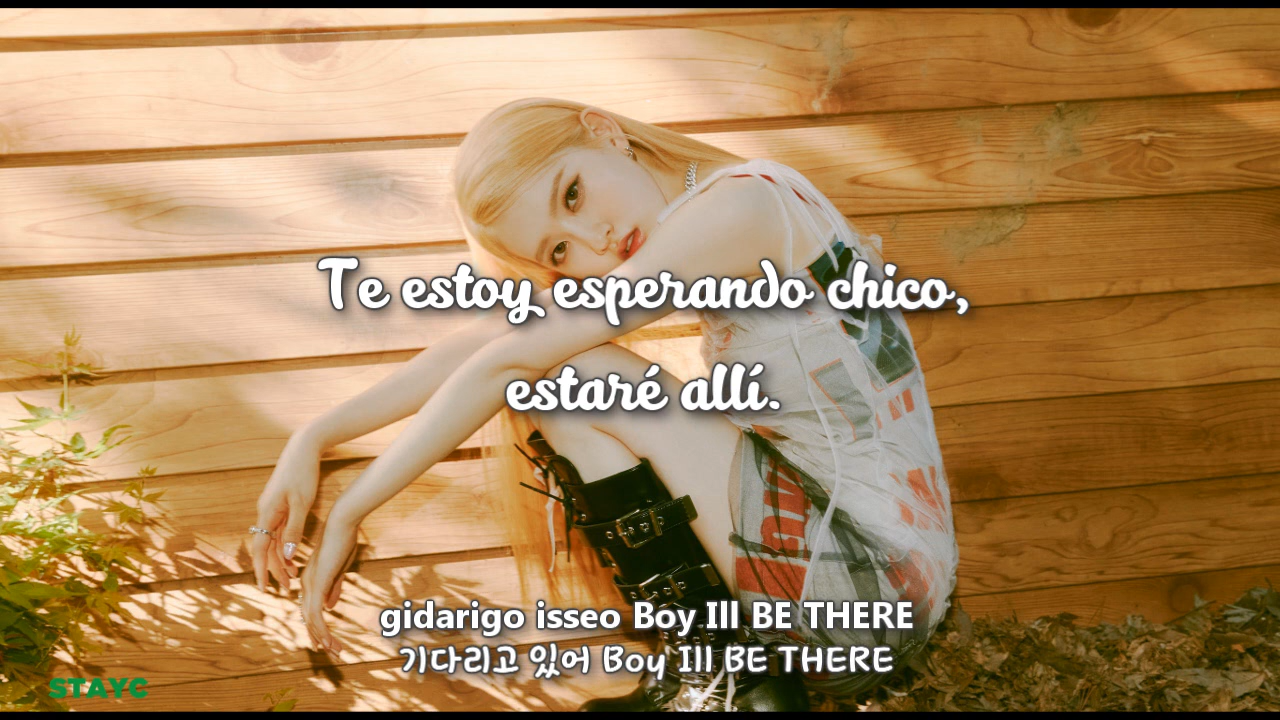 Te estoy esperando chico,
estaré allí.
gidarigo isseo Boy Ill BE THERE
기다리고 있어 Boy Ill BE THERE
STAYC